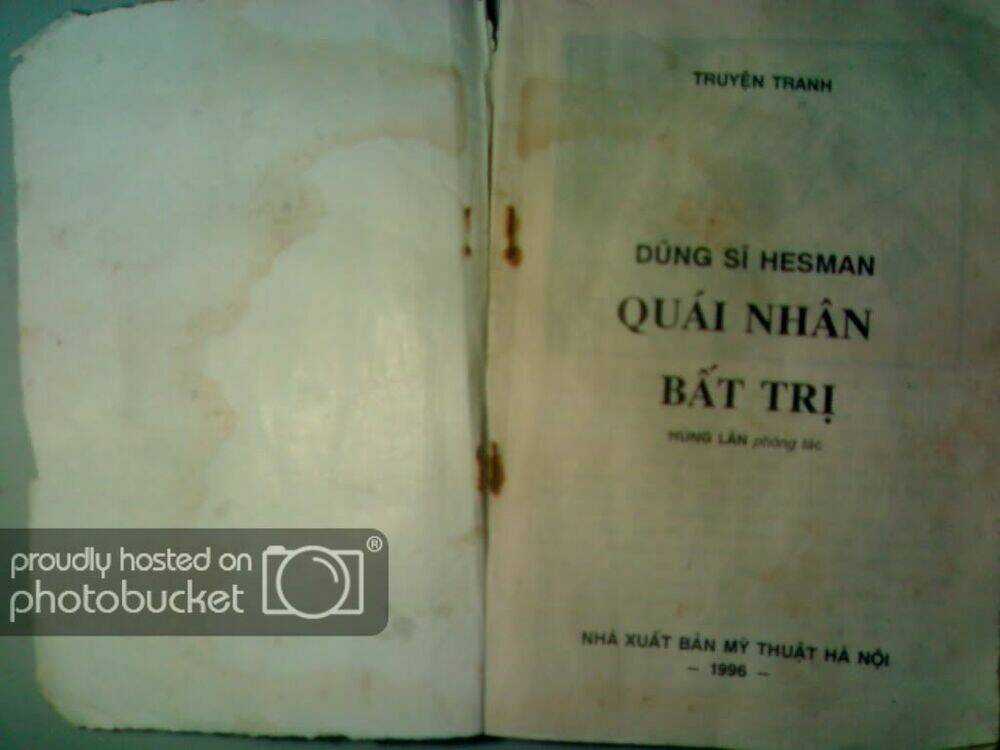 TRUYỆN TRANH
DŨNG SĨ HESMAN
QUÁI NHÂN
BẤT TRỊ
HÙNG LÂN phóng tác
NHÀ XUẤT BẢN MỸ THUẬT HÀ NỘI
– 1996 –
proudly hosted on
photobucket ®